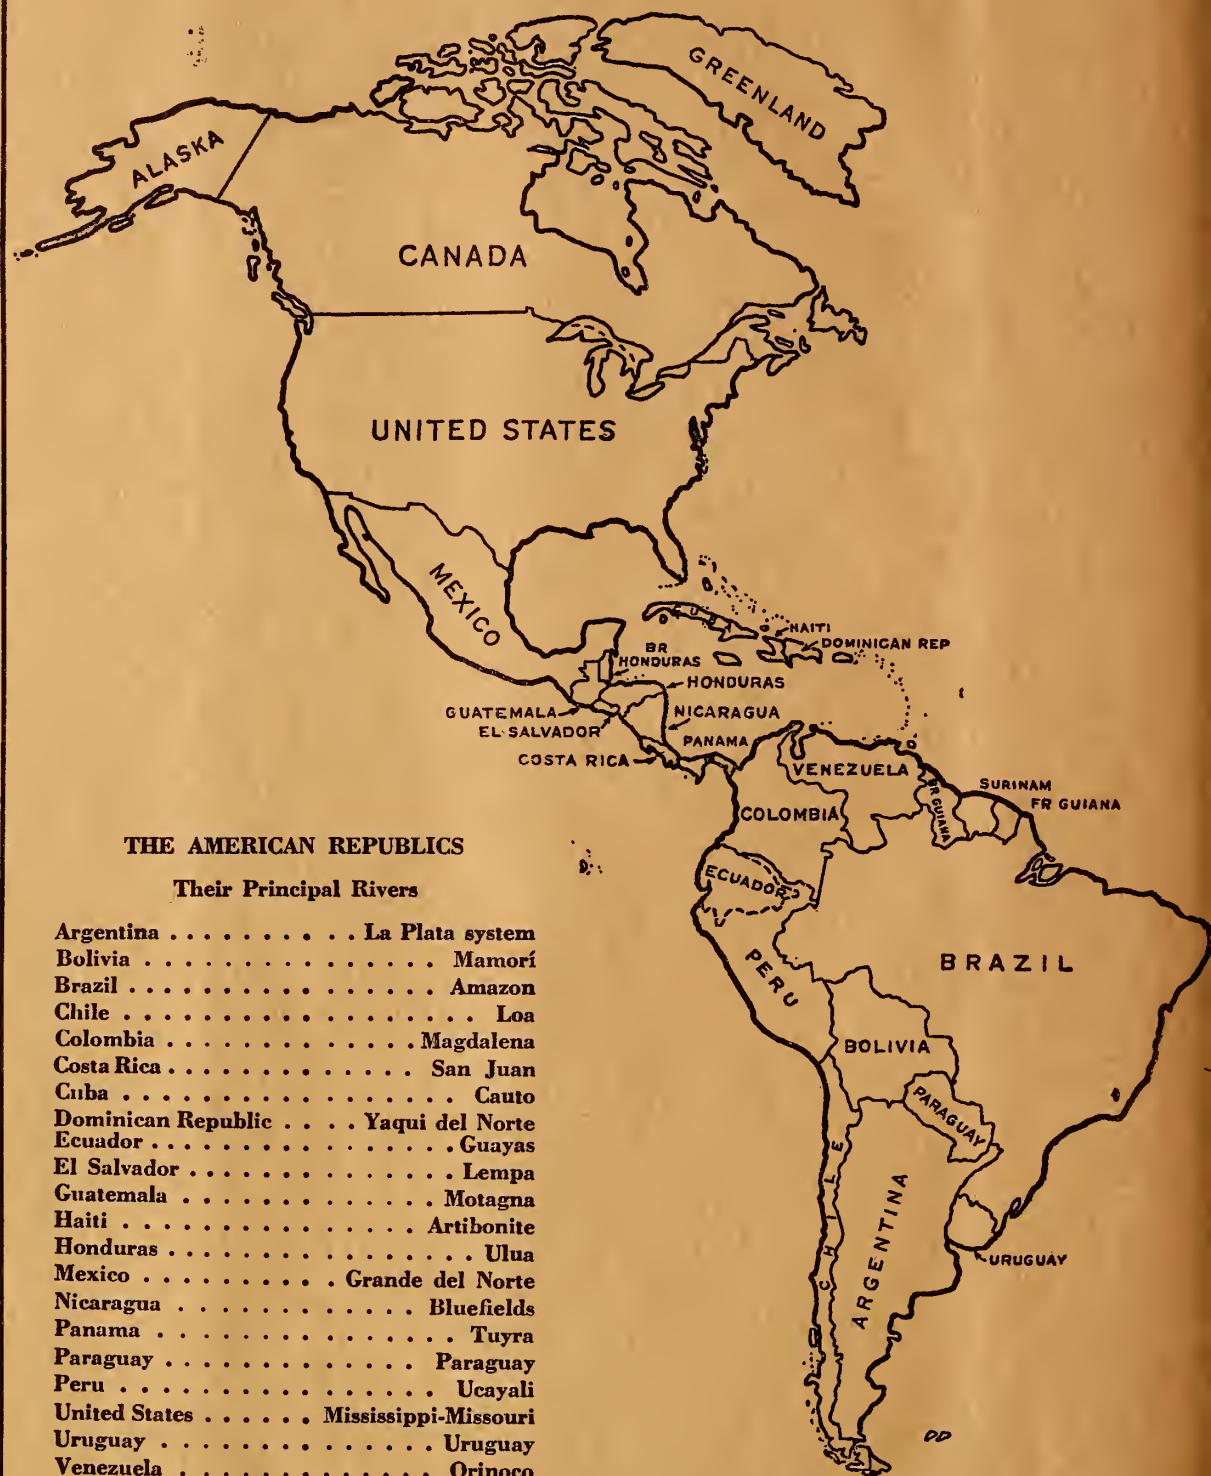 GREENLAND
ALASKA
CANADA
UNITED STATES
MEXICO
CUBA
HAITI
DOMINICAN REP
BR
HONDURAS
HONDURAS
GUATEMALA
EL SALVADOR
NICARAGUA
COSTA RICA
PANAMA
VENEZUELA
BR GUIANA
SURINAM
FR GUIANA
COLOMBIA
ECUADOR
PERU
BRAZIL
BOLIVIA
PARAGUAY
CHILE
ARGENTINA
URUGUAY
THE AMERICAN REPUBLICS
Their Principal Rivers
Argentina . . . . . . . . . . La Plata system
Bolivia . . . . . . . . . . . . . . . . Mamorí
Brazil . . . . . . . . . . . . . . . . . Amazon
Chile . . . . . . . . . . . . . . . . . . . Loa
Colombia . . . . . . . . . . . . . Magdalena
Costa Rica . . . . . . . . . . . . . San Juan
Cuba . . . . . . . . . . . . . . . . . . Cauto
Dominican Republic . . . . Yaqui del Norte
Ecuador . . . . . . . . . . . . . . . . Guayas
El Salvador . . . . . . . . . . . . . . Lempa
Guatemala . . . . . . . . . . . . . Motagna
Haiti . . . . . . . . . . . . . . . . Artibonite
Honduras . . . . . . . . . . . . . . . . Ulua
Mexico . . . . . . . . . . Grande del Norte
Nicaragua . . . . . . . . . . . . . Bluefields
Panama . . . . . . . . . . . . . . . . Tuyra
Paraguay . . . . . . . . . . . . . Paraguay
Peru . . . . . . . . . . . . . . . . . Ucayali
United States . . . . . . Mississippi-Missouri
Uruguay . . . . . . . . . . . . . . Uruguay
Venezuela . . . . . . . . . . . . . Orinoco